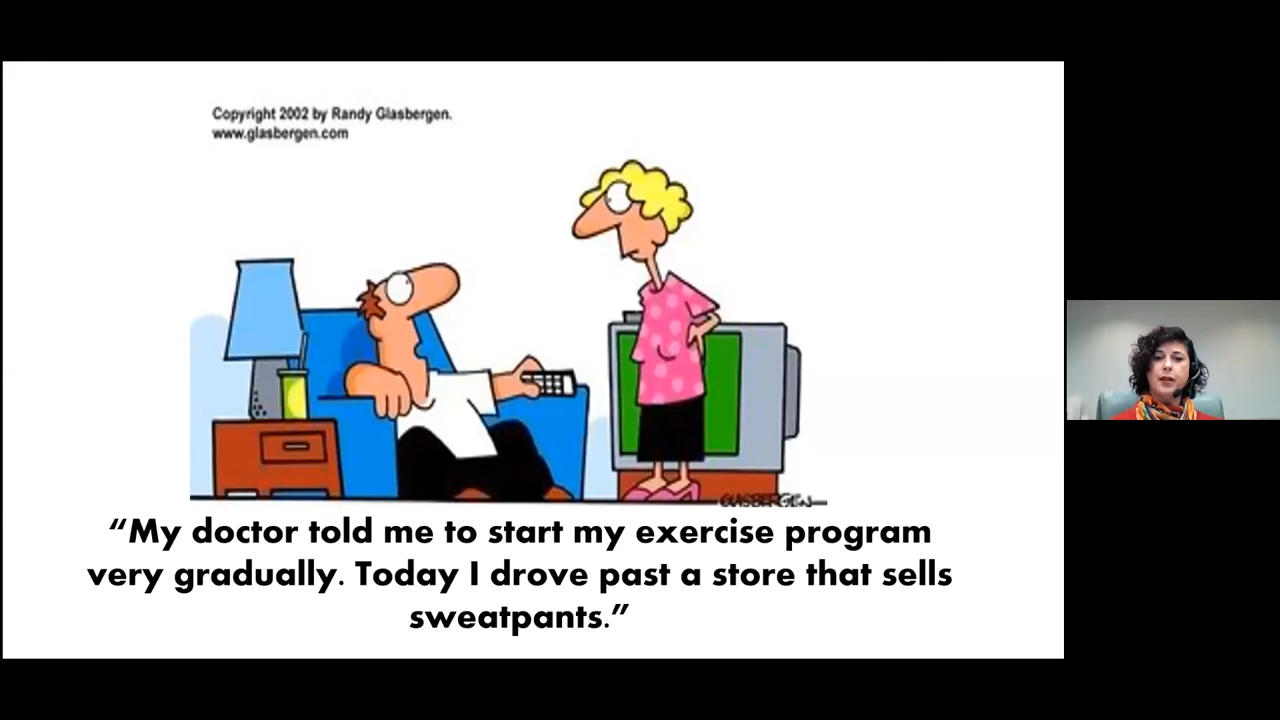 Copyright 2002 by Randy Glasbergen.
www.glasbergen.com
GLASBERGEN
“My doctor told me to start my exercise program
very gradually. Today I drove past a store that sells
sweatpants.”